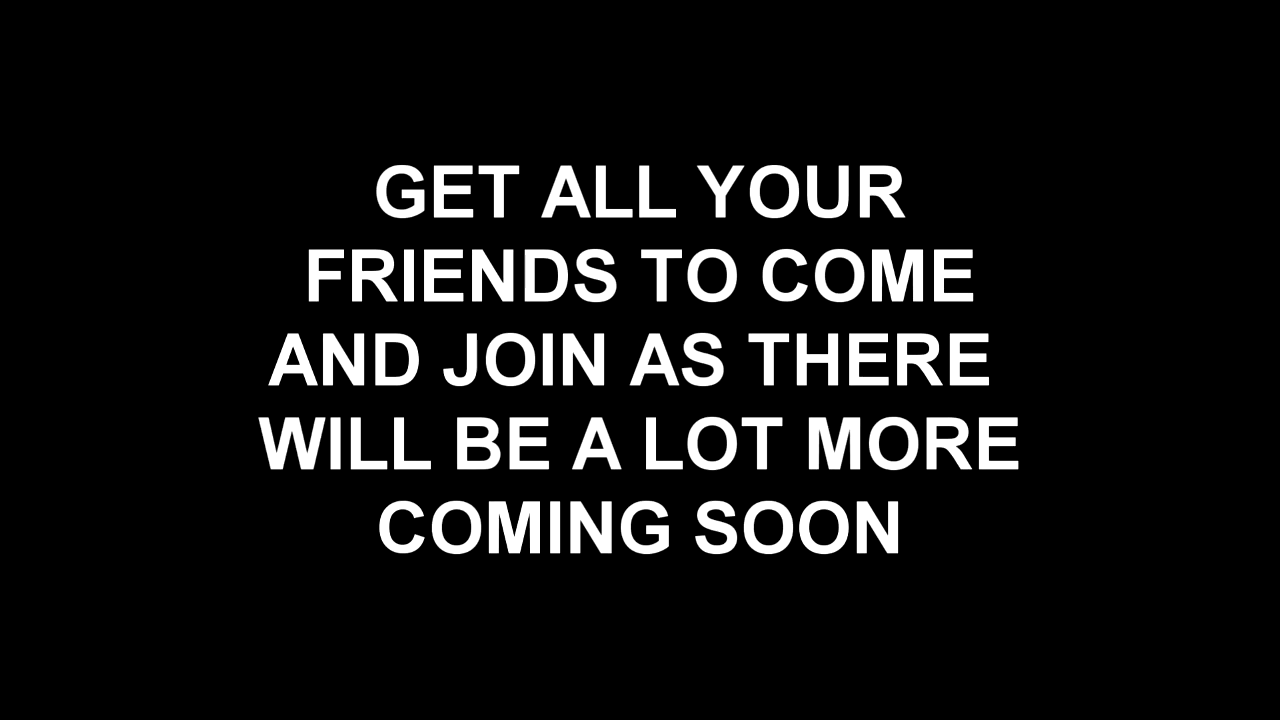 GET ALL YOUR
FRIENDS TO COME
AND JOIN AS THERE
WILL BE A LOT MORE
COMING SOON